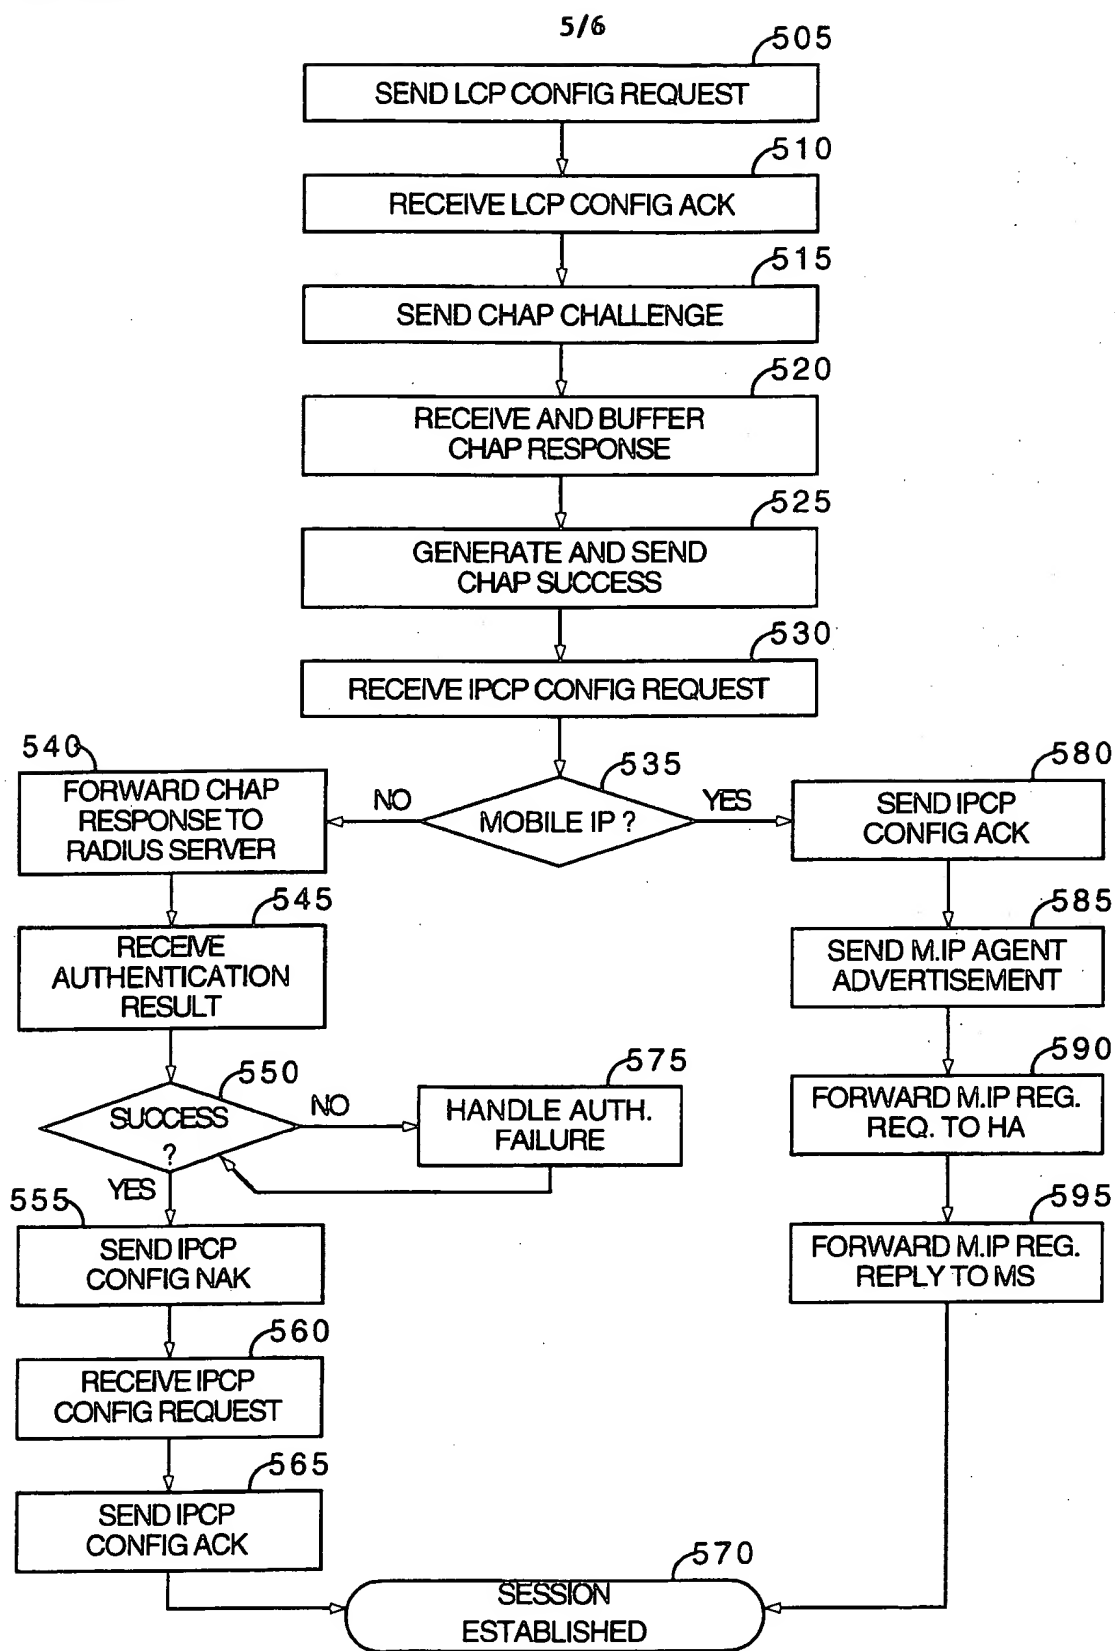 5/6
505
SEND LCP CONFIG REQUEST
510
RECEIVE LCP CONFIG ACK
515
SEND CHAP CHALLENGE
520
RECEIVE AND BUFFER
CHAP RESPONSE
525
GENERATE AND SEND
CHAP SUCCESS
530
RECEIVE IPCP CONFIG REQUEST
535
MOBILE IP ?
NO
YES
540
FORWARD CHAP
RESPONSE TO
RADIUS SERVER
545
RECEIVE
AUTHENTICATION
RESULT
550
SUCCESS
?
NO
YES
575
HANDLE AUTH.
FAILURE
555
SEND IPCP
CONFIG NAK
560
RECEIVE IPCP
CONFIG REQUEST
565
SEND IPCP
CONFIG ACK
580
SEND IPCP
CONFIG ACK
585
SEND M.IP AGENT
ADVERTISEMENT
590
FORWARD M.IP REG.
REQ. TO HA
595
FORWARD M.IP REG.
REPLY TO MS
570
SESSION
ESTABLISHED